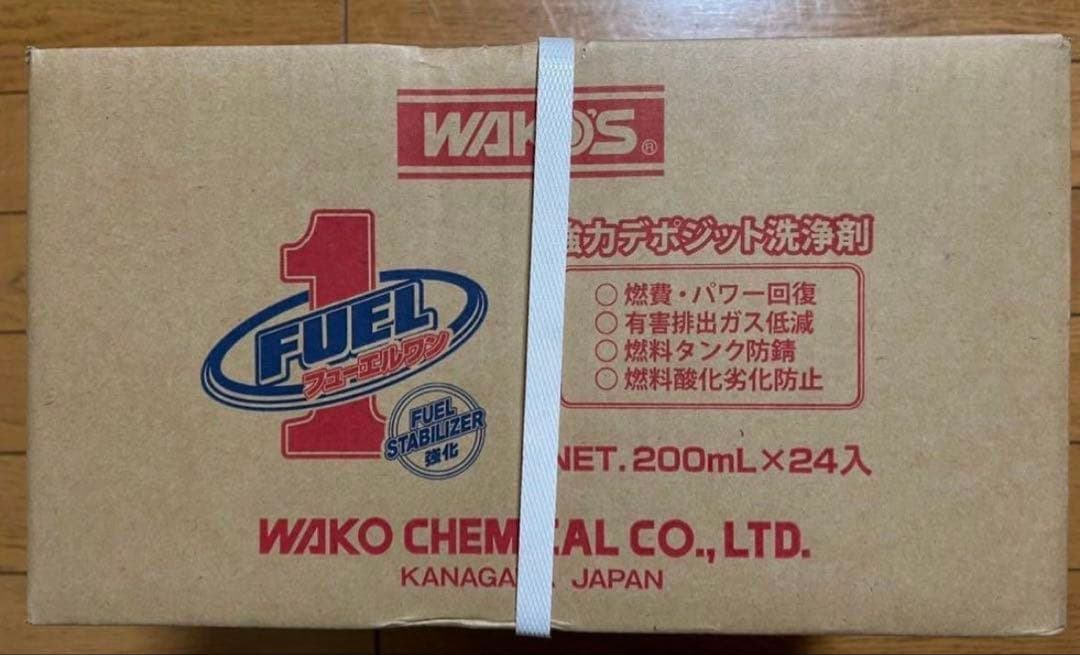 WAKO'S®
1
FUEL
フューエルワン
FUEL
STABILIZER
強化
強力デポジット洗浄剤
○ 燃費・パワー回復
○ 有害排出ガス低減
○ 燃料タンク防錆
○ 燃料酸化劣化防止
NET. 200mL×24入
WAKO CHEMICAL CO., LTD.
KANAGAWA JAPAN